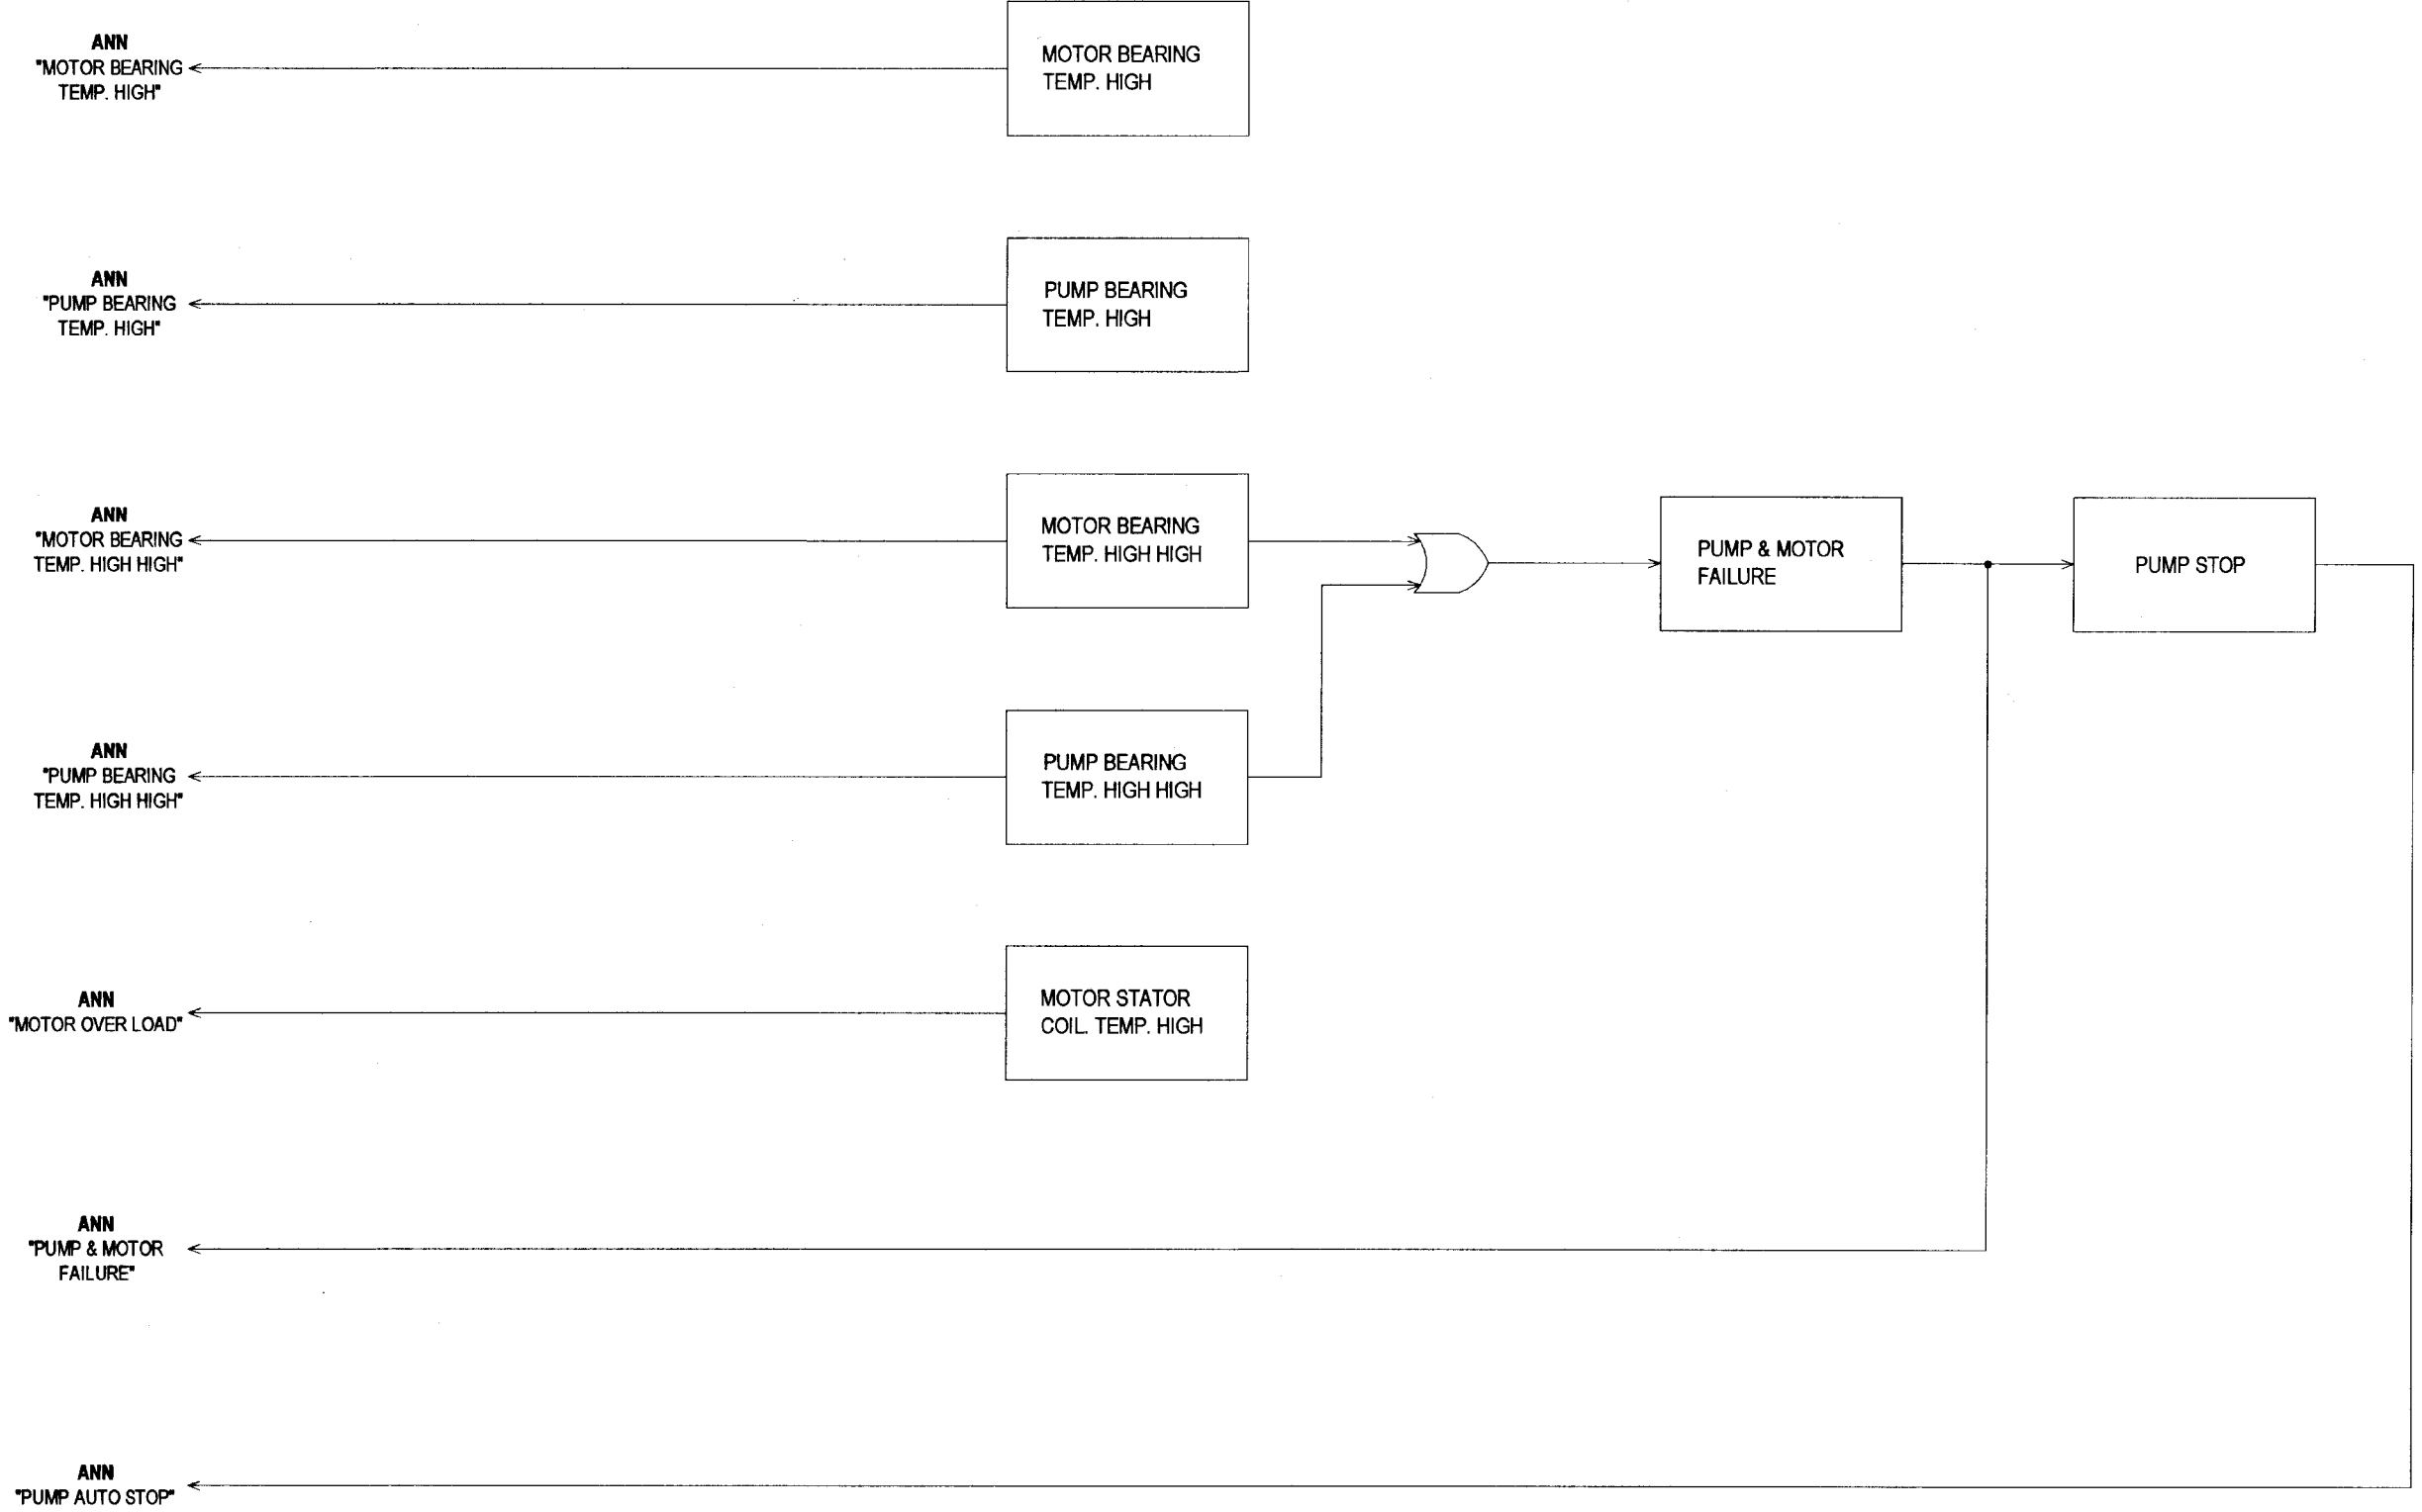 ANN
"MOTOR BEARING
TEMP. HIGH"
MOTOR BEARING
TEMP. HIGH
ANN
"PUMP BEARING
TEMP. HIGH"
PUMP BEARING
TEMP. HIGH
ANN
"MOTOR BEARING
TEMP. HIGH HIGH"
MOTOR BEARING
TEMP. HIGH HIGH
PUMP & MOTOR
FAILURE
PUMP STOP
ANN
"PUMP BEARING
TEMP. HIGH HIGH"
PUMP BEARING
TEMP. HIGH HIGH
ANN
"MOTOR OVER LOAD"
MOTOR STATOR
COIL. TEMP. HIGH
ANN
"PUMP & MOTOR
FAILURE"
ANN
"PUMP AUTO STOP"